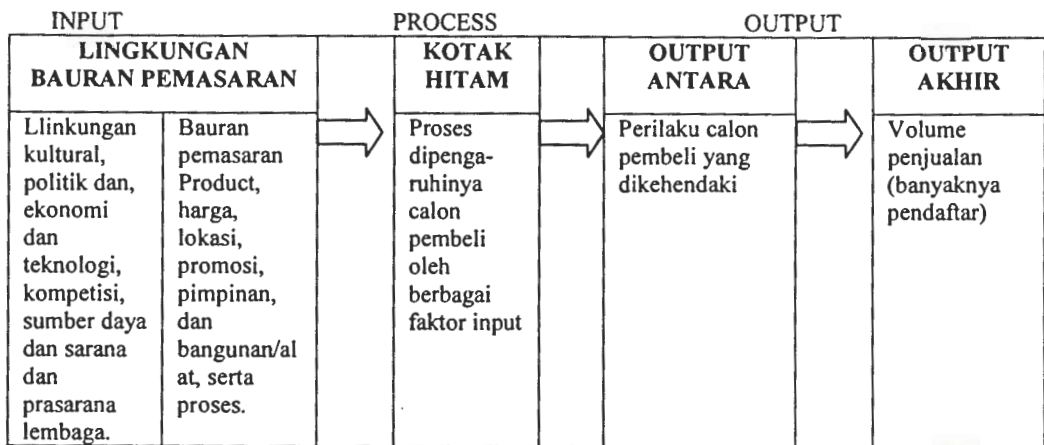 INPUT
PROCESS
OUTPUT
LINGKUNGAN
BAURAN PEMASARAN
KOTAK
HITAM
OUTPUT
ANTARA
OUTPUT
AKHIR
Llinkungan
kultural,
politik dan,
ekonomi
dan
teknologi,
kompetisi,
sumber daya
dan sarana
dan
prasarana
lembaga.
Bauran
pemasaran
Product,
harga,
lokasi,
promosi,
pimpinan,
dan
bangunan/al
at, serta
proses.
Proses
dipenga-
ruhinya
calon
pembeli
oleh
berbagai
faktor input
Perilaku calon
pembeli yang
dikehendaki
Volume
penjualan
(banyaknya
pendaftar)